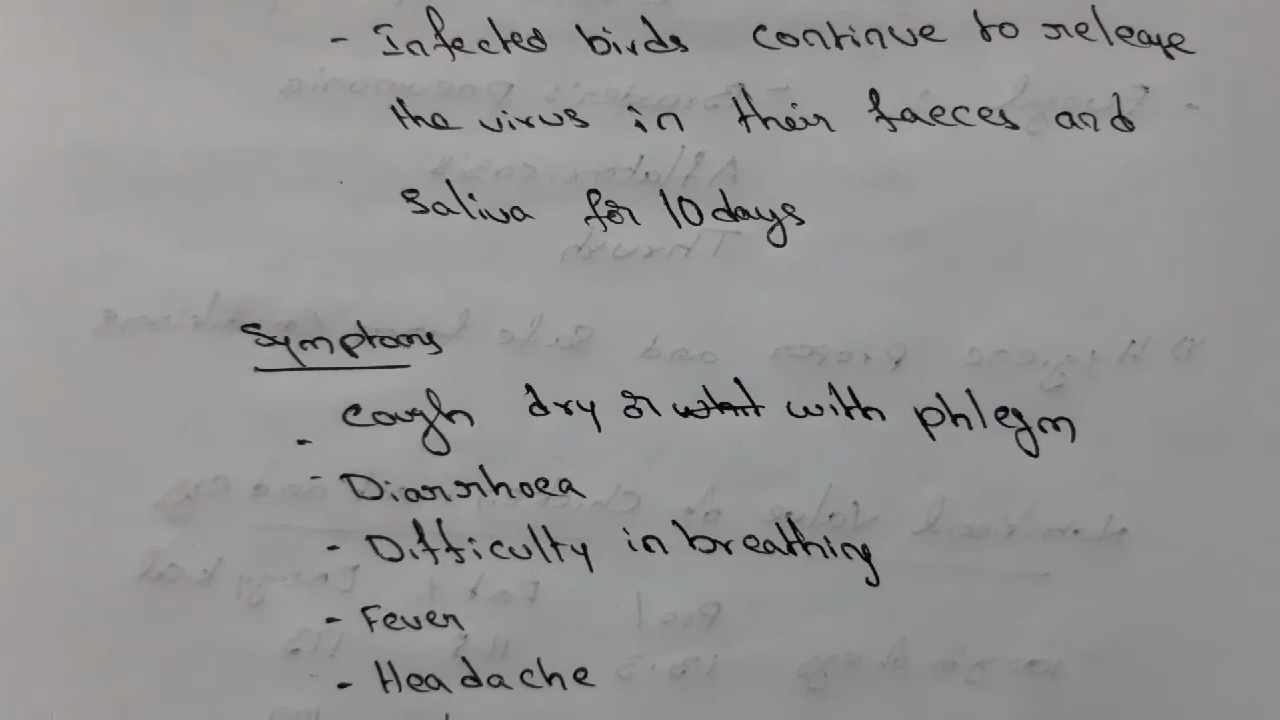 - Infected birds continue to release
the virus in their faeces and
saliva for 10 days
Symptoms
- Cough dry or what with phlegm
- Diarrhoea
- Difficulty in breathing
- Fever
- Headache